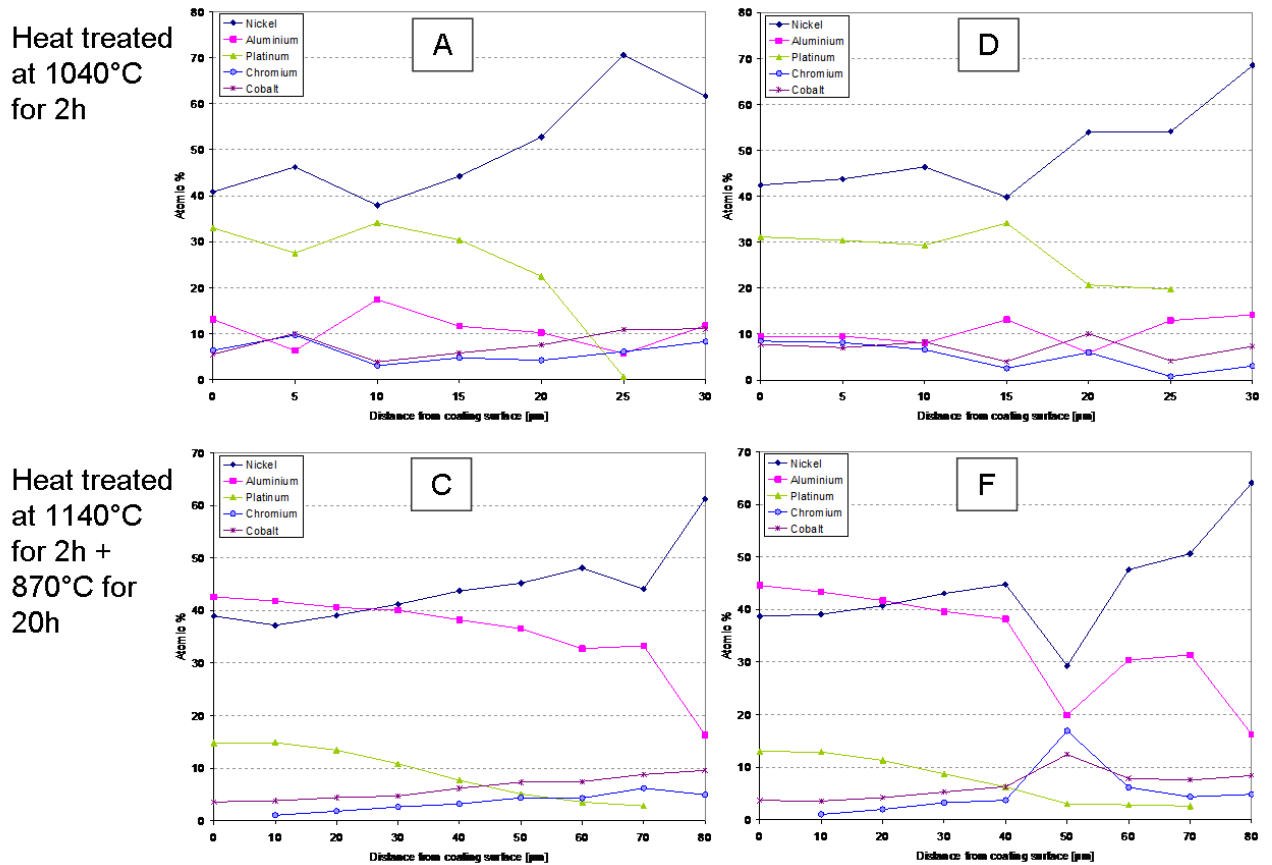 Heat treated
at 1040°C
for 2h
A
Nickel
Aluminium
Platinum
Chromium
Cobalt
Atomic %
80
70
60
50
40
30
20
10
0
0 5 10 15 20 25 30
Distance from coating surface [µm]
D
Nickel
Aluminium
Platinum
Chromium
Cobalt
Atomic %
80
70
60
50
40
30
20
10
0
0 5 10 15 20 25 30
Distance from coating surface [µm]
Heat treated
at 1140°C
for 2h +
870°C for
20h
C
Nickel
Aluminium
Platinum
Chromium
Cobalt
Atomic %
70
60
50
40
30
20
10
0
0 10 20 30 40 50 60 70 80
Distance from coating surface [µm]
F
Nickel
Aluminium
Platinum
Chromium
Cobalt
Atomic %
70
60
50
40
30
20
10
0
0 10 20 30 40 50 60 70 80
Distance from coating surface [µm]